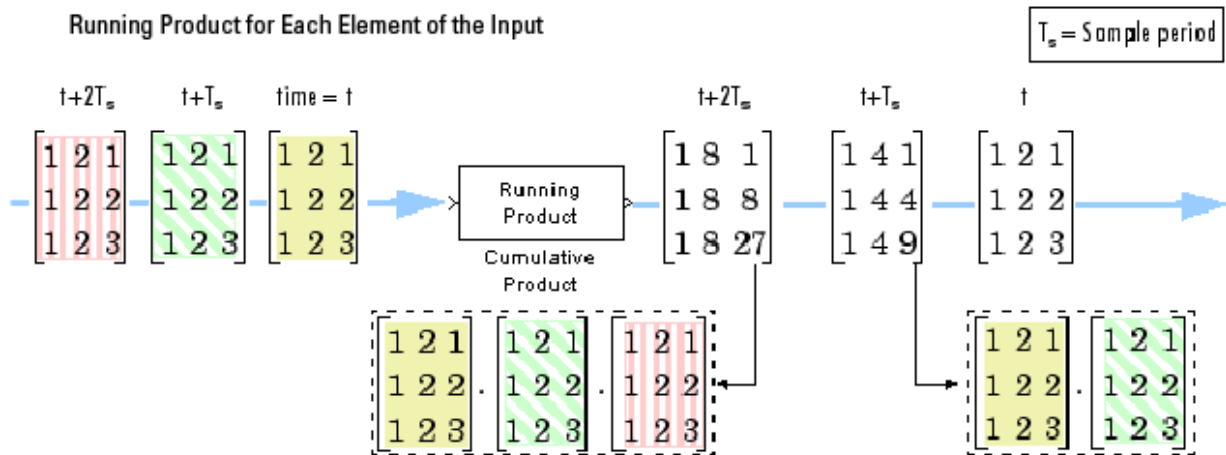 Running Product for Each Element of the Input
Tₛ = Sample period
t+2Tₛ t+Tₛ time = t t+2Tₛ t+Tₛ t
1 2 1 1 2 1 1 2 1 1 8 1 1 4 1 1 2 1
1 2 2 1 2 2 1 2 2 Running Product 1 8 8 1 4 4 1 2 2
1 2 3 1 2 3 1 2 3 1 8 27 1 4 9 1 2 3
Cumulative
Product
1 2 1 1 2 1 1 2 1 1 2 1 1 2 1
1 2 2 . 1 2 2 . 1 2 2 1 2 2 . 1 2 2
1 2 3 1 2 3 1 2 3 1 2 3 1 2 3